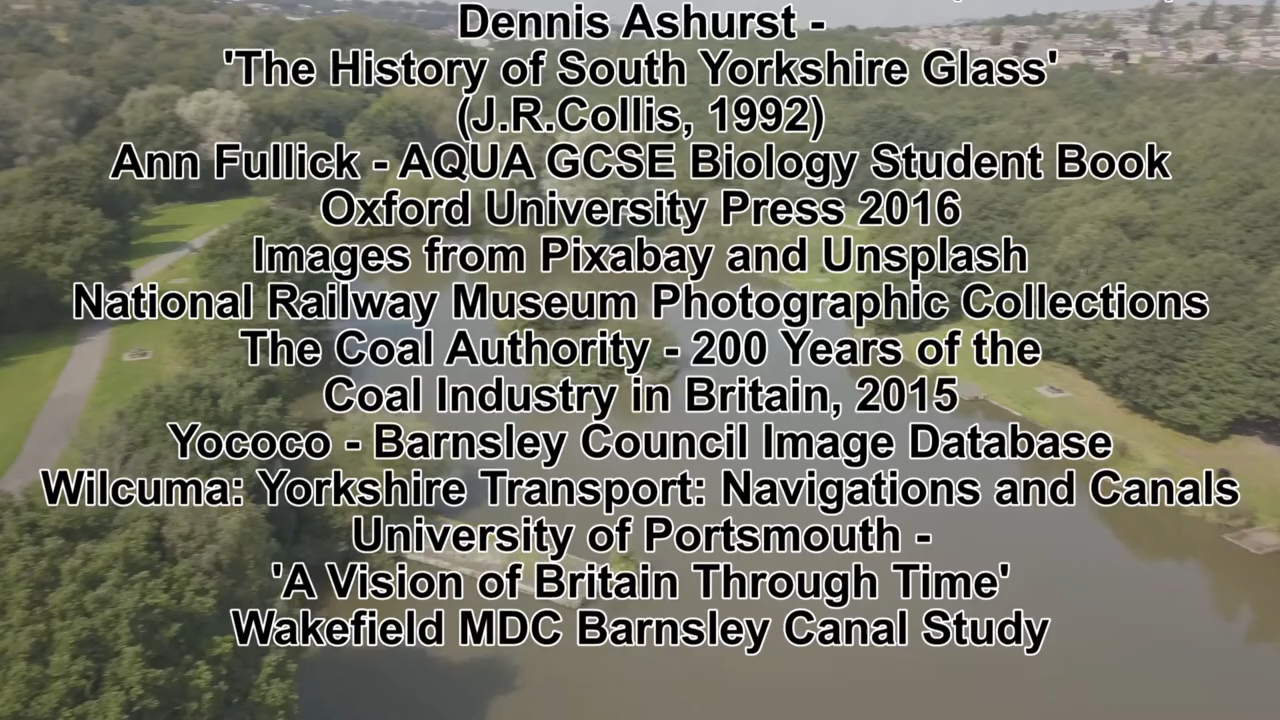 Dennis Ashurst -
'The History of South Yorkshire Glass'
(J.R.Collis, 1992)
Ann Fullick - AQUA GCSE Biology Student Book
Oxford University Press 2016
Images from Pixabay and Unsplash
National Railway Museum Photographic Collections
The Coal Authority - 200 Years of the
Coal Industry in Britain, 2015
Yococo - Barnsley Council Image Database
Wilcuma: Yorkshire Transport: Navigations and Canals
University of Portsmouth -
'A Vision of Britain Through Time'
Wakefield MDC Barnsley Canal Study